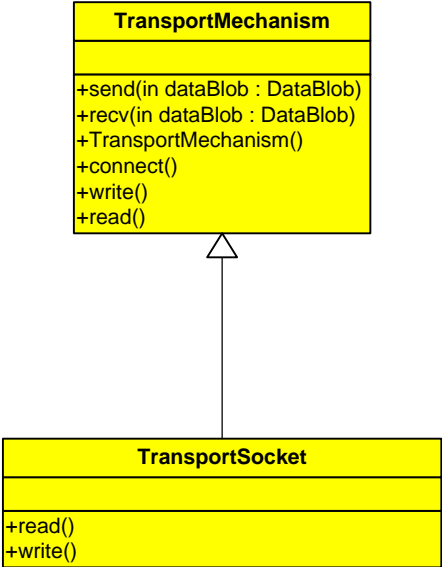 TransportMechanism
+send(in dataBlob : DataBlob)
+recv(in dataBlob : DataBlob)
+TransportMechanism()
+connect()
+write()
+read()
TransportSocket
+read()
+write()